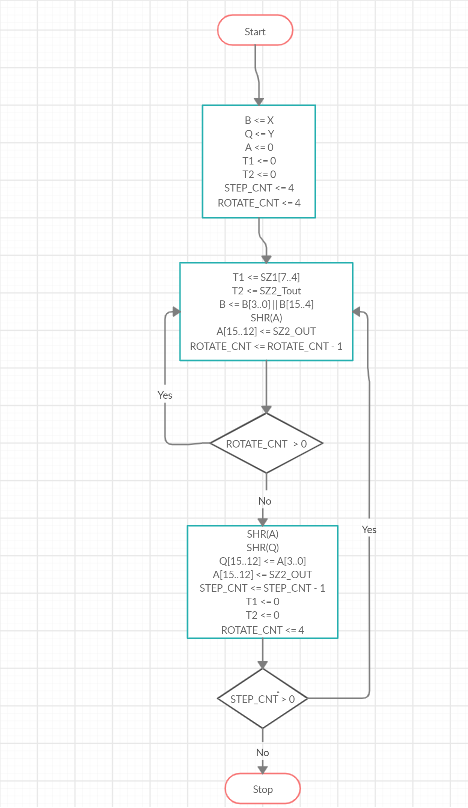 Start
B <= X
Q <= Y
A <= 0
T1 <= 0
T2 <= 0
STEP_CNT <= 4
ROTATE_CNT <= 4
T1 <= SZ1[7..4]
T2 <= SZ2_Tout
B <= B[3..0]||B[15..4]
SHR(A)
A[15..12] <= SZ2_OUT
ROTATE_CNT <= ROTATE_CNT - 1
Yes
ROTATE_CNT > 0
No
SHR(A)
SHR(Q)
Q[15..12] <= A[3..0]
A[15..12] <= SZ2_OUT
STEP_CNT <= STEP_CNT - 1
T1 <= 0
T2 <= 0
ROTATE_CNT <= 4
Yes
STEP_CNT > 0
No
Stop